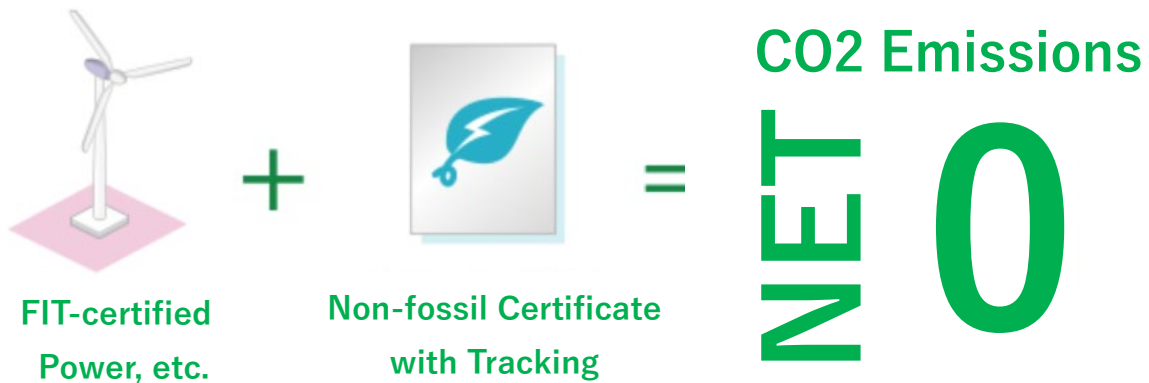 FIT-certified
Power, etc.
+
Non-fossil Certificate
with Tracking
=
CO2 Emissions
NET
0